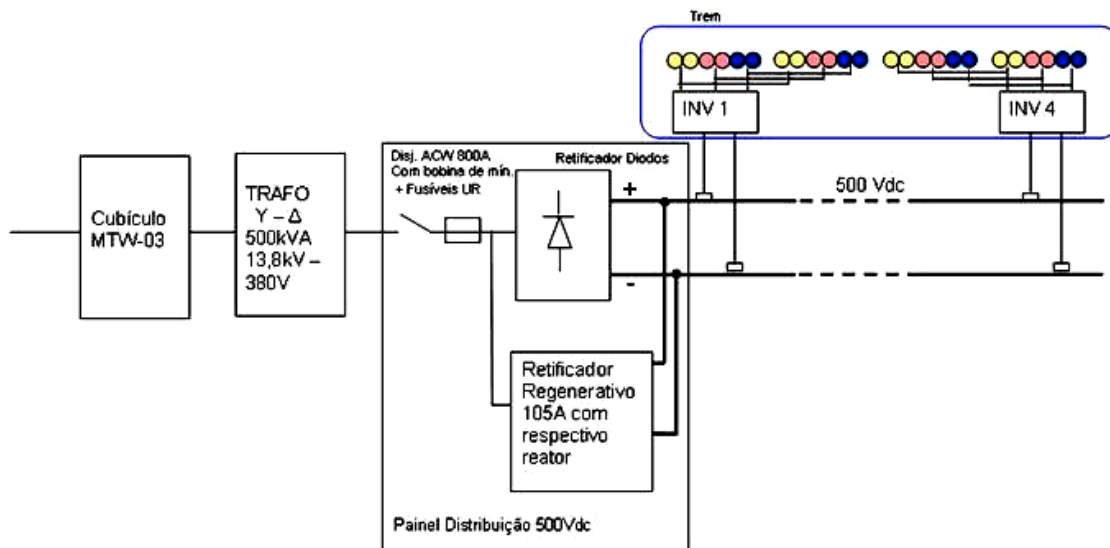 Trem
INV 1
INV 4
Cubículo
MTW-03
TRAFO
Y – Δ
500kVA
13,8kV –
380V
Disj. ACW 800A
Com bobina de mín.
+ Fusíveis UR
Retificador Diodos
+
-
500 Vdc
Retificador
Regenerativo
105A com
respectivo
reator
Painel Distribuição 500Vdc